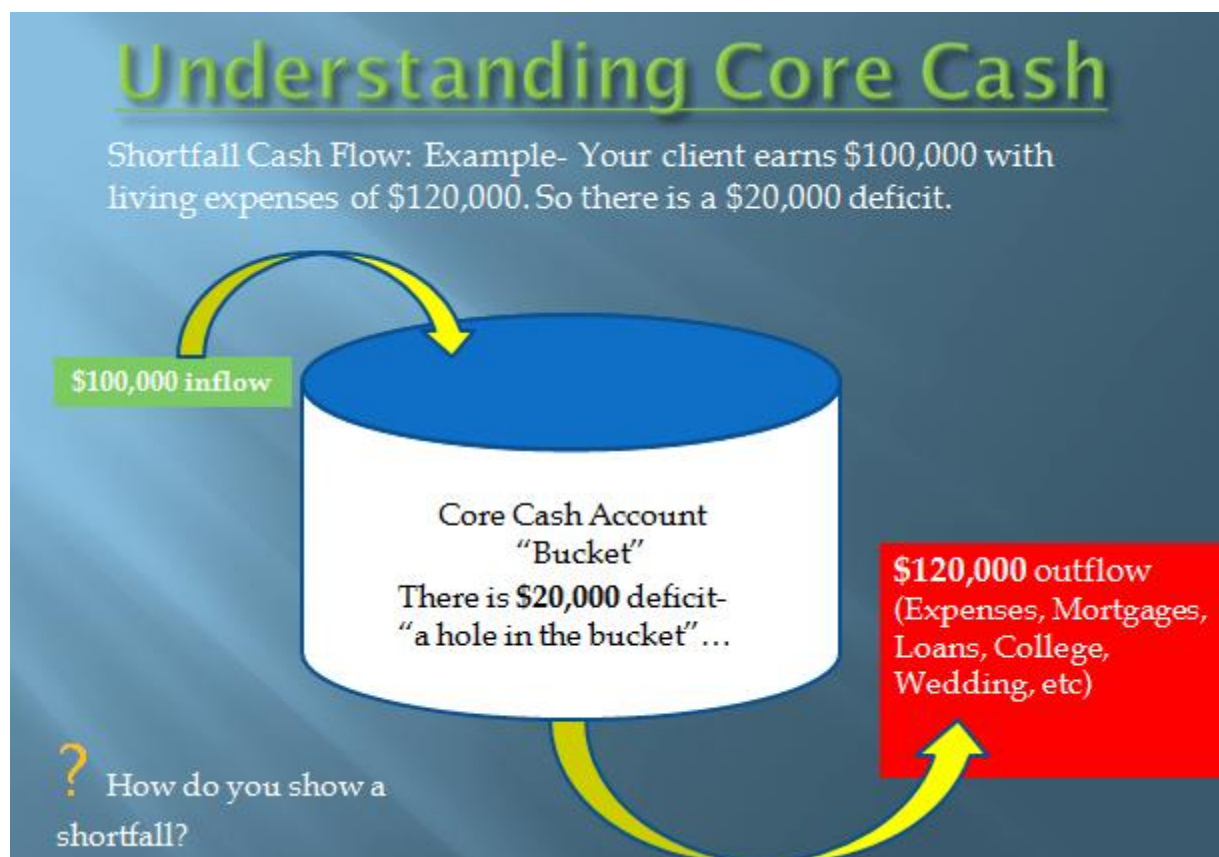 Understanding Core Cash
Shortfall Cash Flow: Example- Your client earns $100,000 with
living expenses of $120,000. So there is a $20,000 deficit.
$100,000 inflow
Core Cash Account
“Bucket”
There is $20,000 deficit-
“a hole in the bucket”…
$120,000 outflow
(Expenses, Mortgages,
Loans, College,
Wedding, etc)
? How do you show a
shortfall?